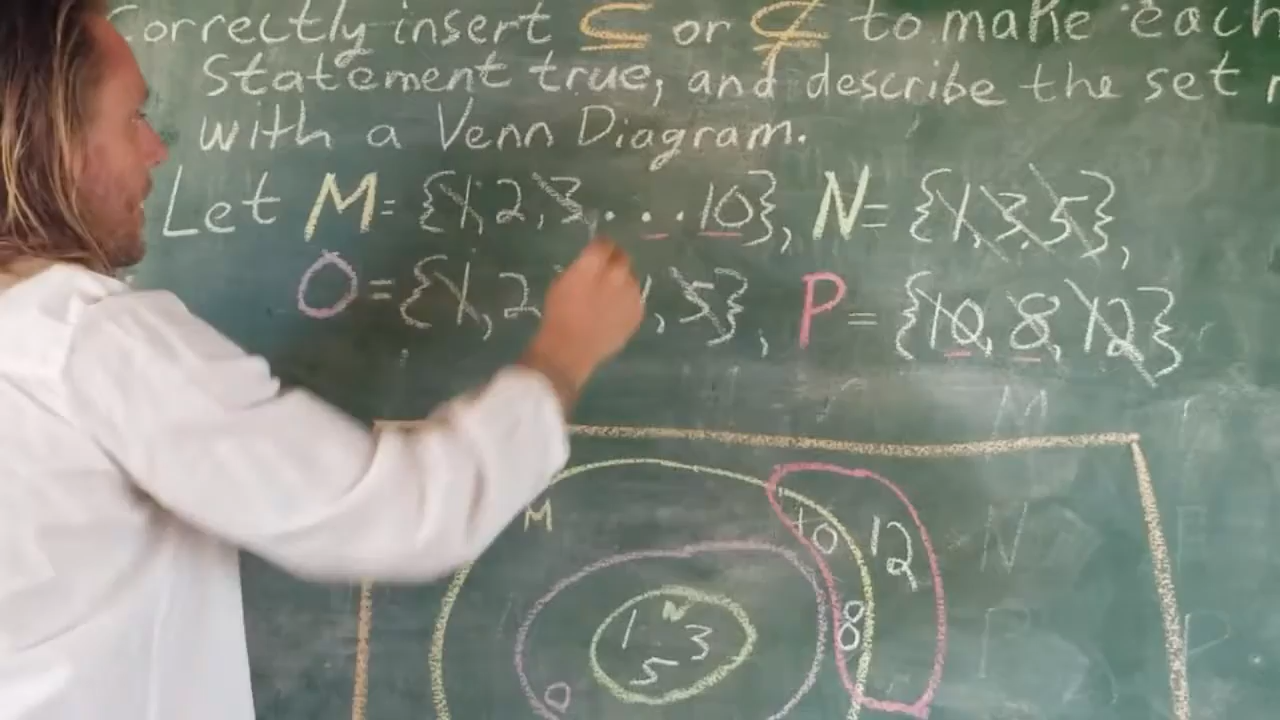 Correctly insert ⊆ or ⊈ to make each
Statement true, and describe the set
with a Venn Diagram.
Let M = {1, 2, 3, . . . 10}, N = {1, 3, 5},
O = {1, 2, 5}, P = {10, 8, 12}
M
10 12
N
1 3
8
5
O
M
N
P
P